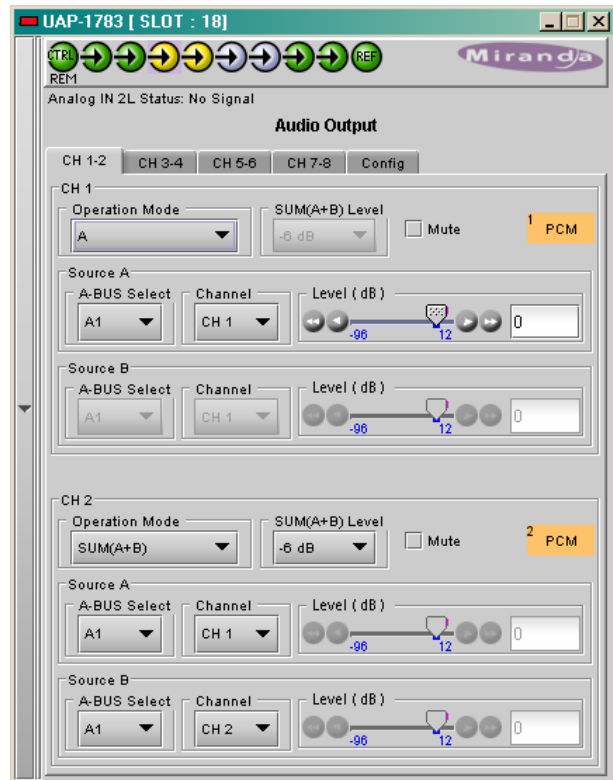 UAP-1783 [ SLOT : 18]
CTRL REF
REM
Miranda
Analog IN 2L Status: No Signal
Audio Output
CH 1-2 CH 3-4 CH 5-6 CH 7-8 Config
CH 1
Operation Mode SUM(A+B) Level
A -6 dB Mute 1 PCM
Source A
A-BUS Select Channel Level ( dB )
A1 CH 1 -96 12 0
Source B
A-BUS Select Channel Level ( dB )
A1 CH 1 -96 12 0
CH 2
Operation Mode SUM(A+B) Level
SUM(A+B) -6 dB Mute 2 PCM
Source A
A-BUS Select Channel Level ( dB )
A1 CH 1 -96 12 0
Source B
A-BUS Select Channel Level ( dB )
A1 CH 2 -96 12 0